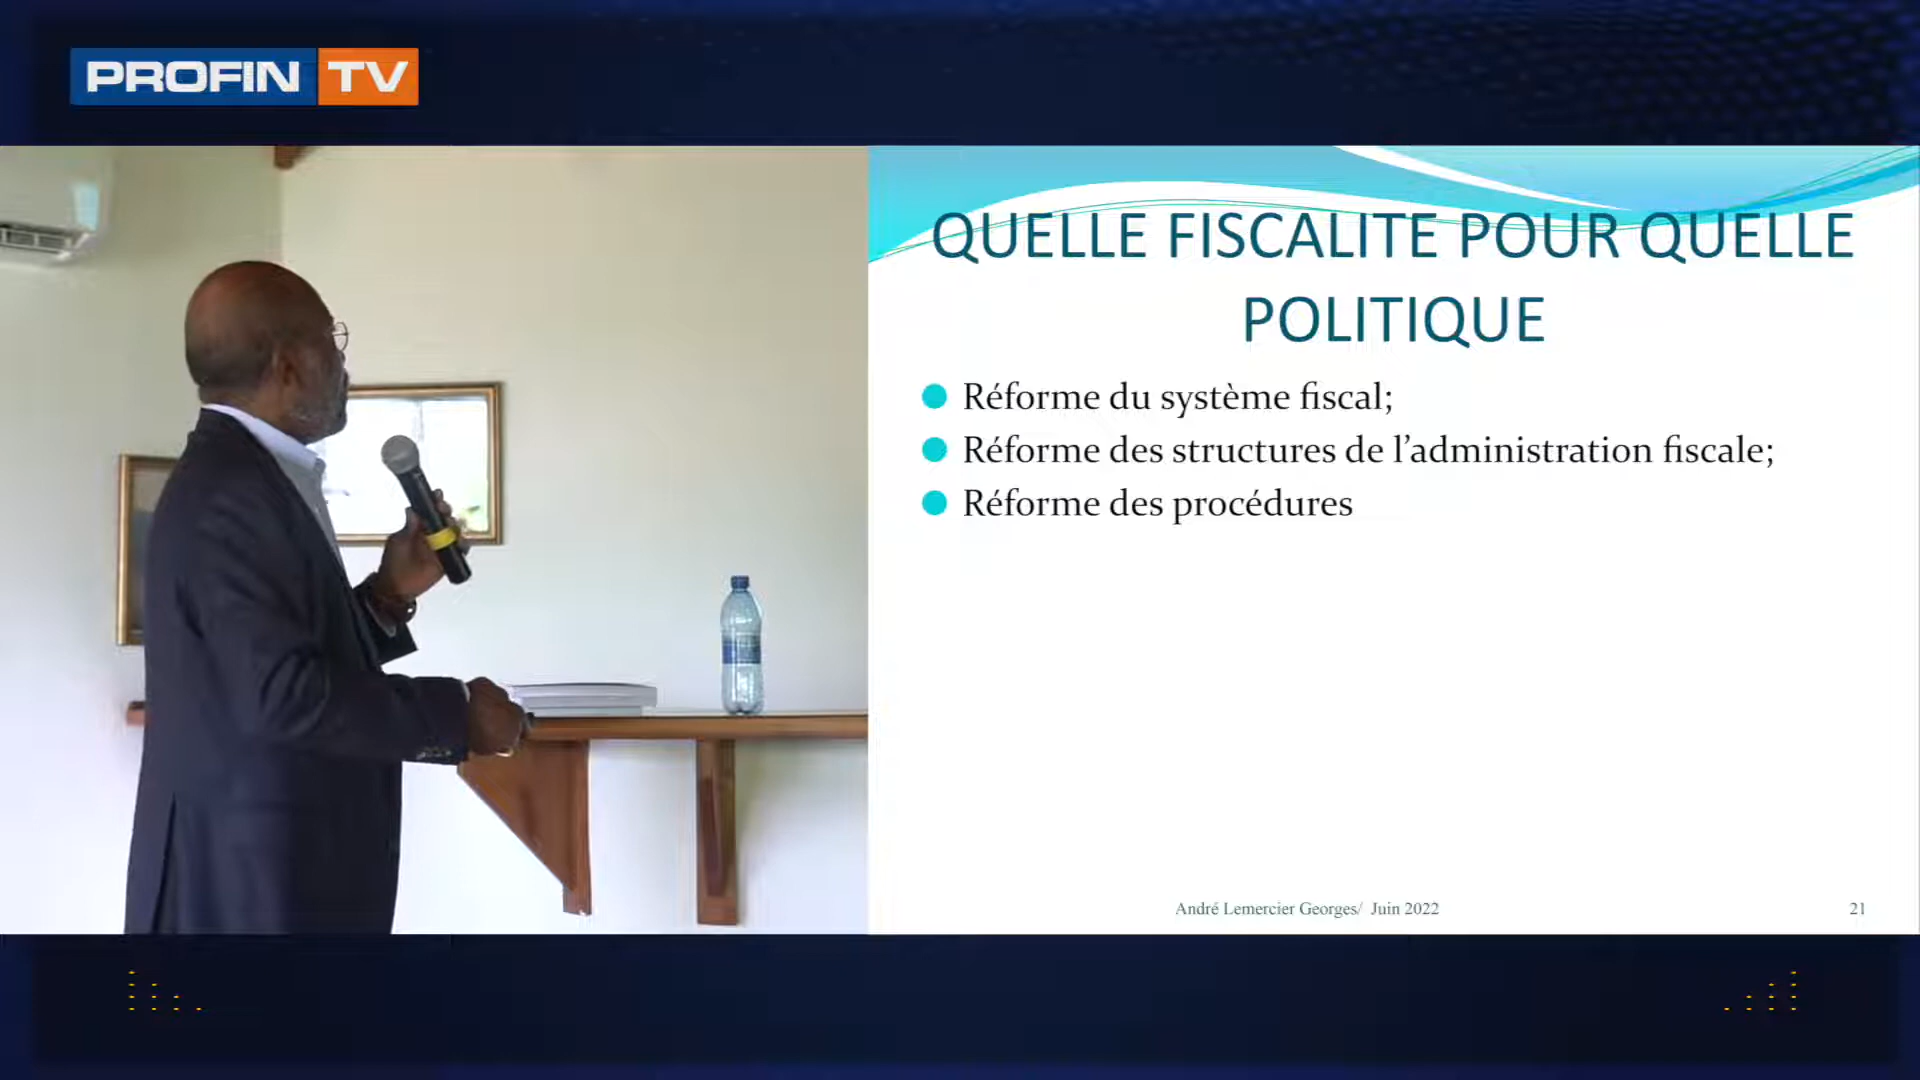 PROFIN TV
QUELLE FISCALITE POUR QUELLE
POLITIQUE
Réforme du système fiscal;
Réforme des structures de l’administration fiscale;
Réforme des procédures
André Lemercier Georges/ Juin 2022
21